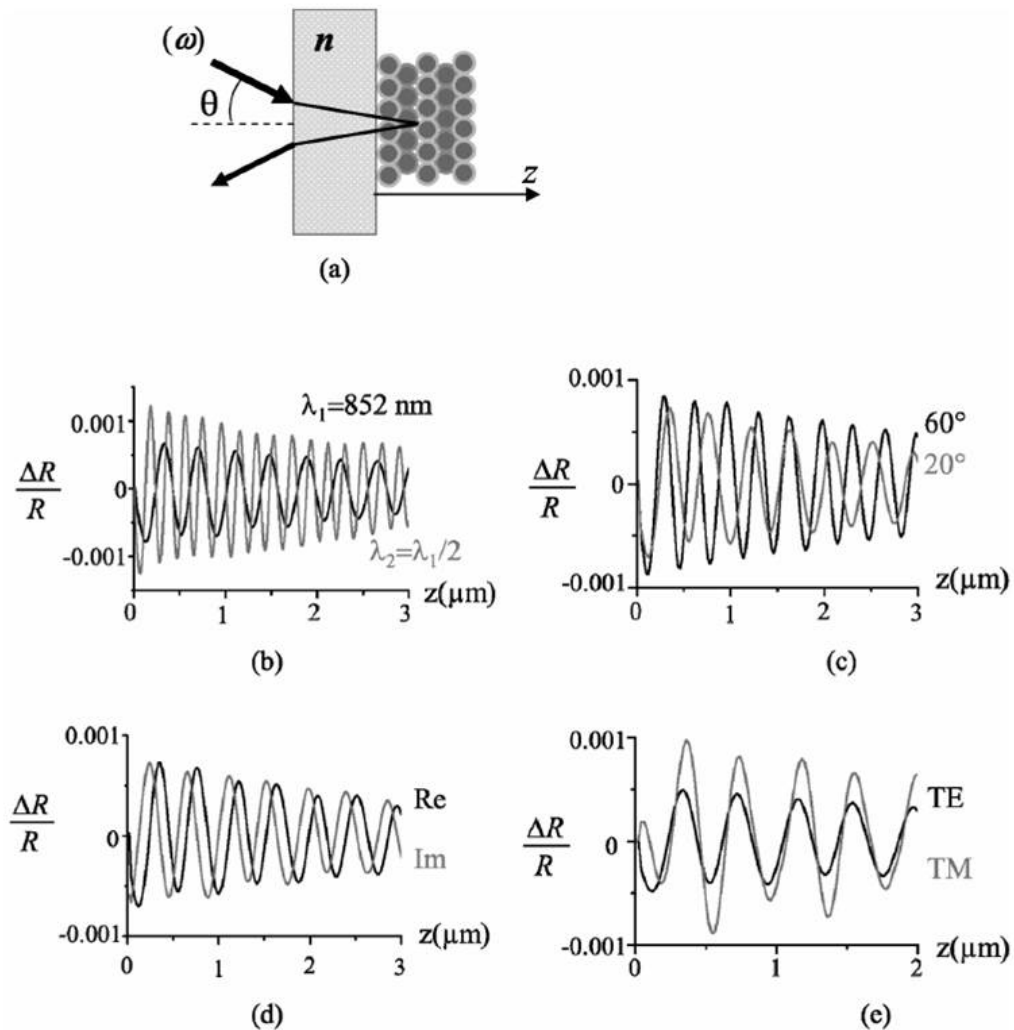 (ω)
n
θ
z
(a)
0.001
0
-0.001
ΔR
R
λ₁=852 nm
λ₂=λ₁/2
z(μm)
0 1 2 3
(b)
0.001
0
-0.001
ΔR
R
60°
20°
z(μm)
0 1 2 3
(c)
0.001
0
-0.001
ΔR
R
Re
Im
z(μm)
0 1 2 3
(d)
0.001
0
-0.001
ΔR
R
TE
TM
z(μm)
0 1 2
(e)